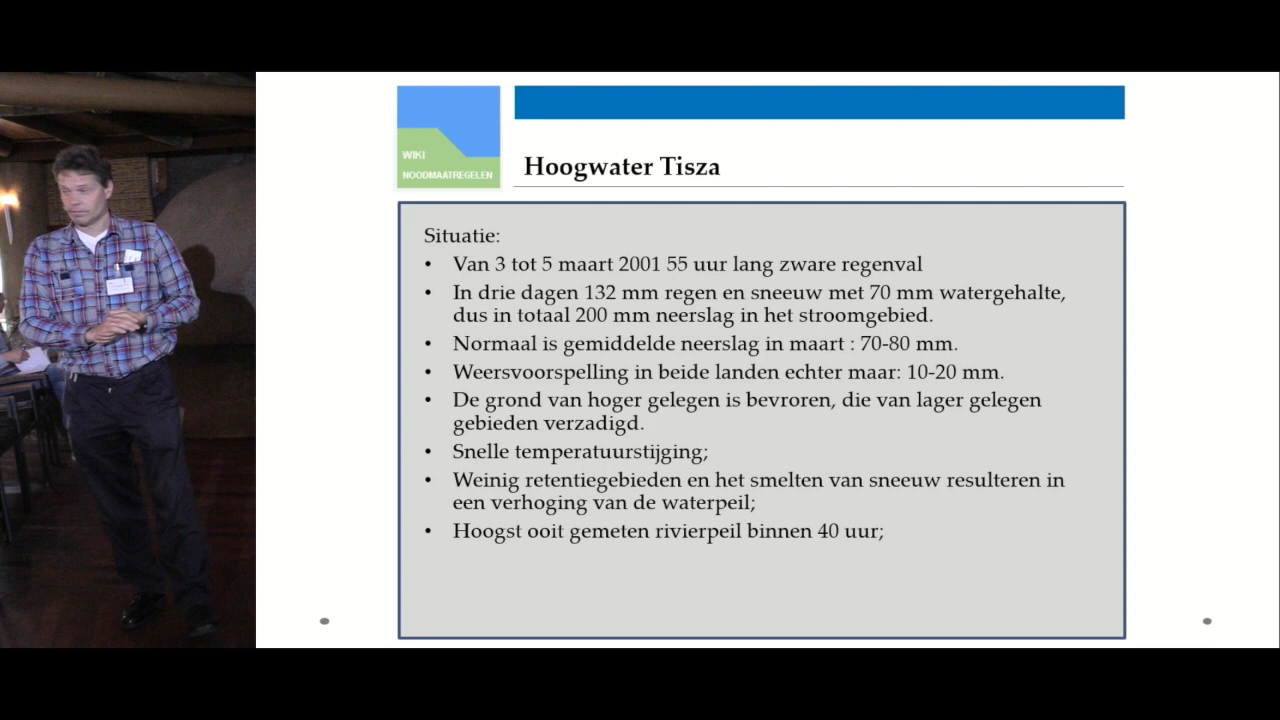 WIKI
NOODMAATREGELEN
Hoogwater Tisza
Situatie:
• Van 3 tot 5 maart 2001 55 uur lang zware regenval
• In drie dagen 132 mm regen en sneeuw met 70 mm watergehalte,
dus in totaal 200 mm neerslag in het stroomgebied.
• Normaal is gemiddelde neerslag in maart : 70-80 mm.
• Weersvoorspelling in beide landen echter maar: 10-20 mm.
• De grond van hoger gelegen is bevroren, die van lager gelegen
gebieden verzadigd.
• Snelle temperatuurstijging;
• Weinig retentiegebieden en het smelten van sneeuw resulteren in
een verhoging van de waterpeil;
• Hoogst ooit gemeten rivierpeil binnen 40 uur;